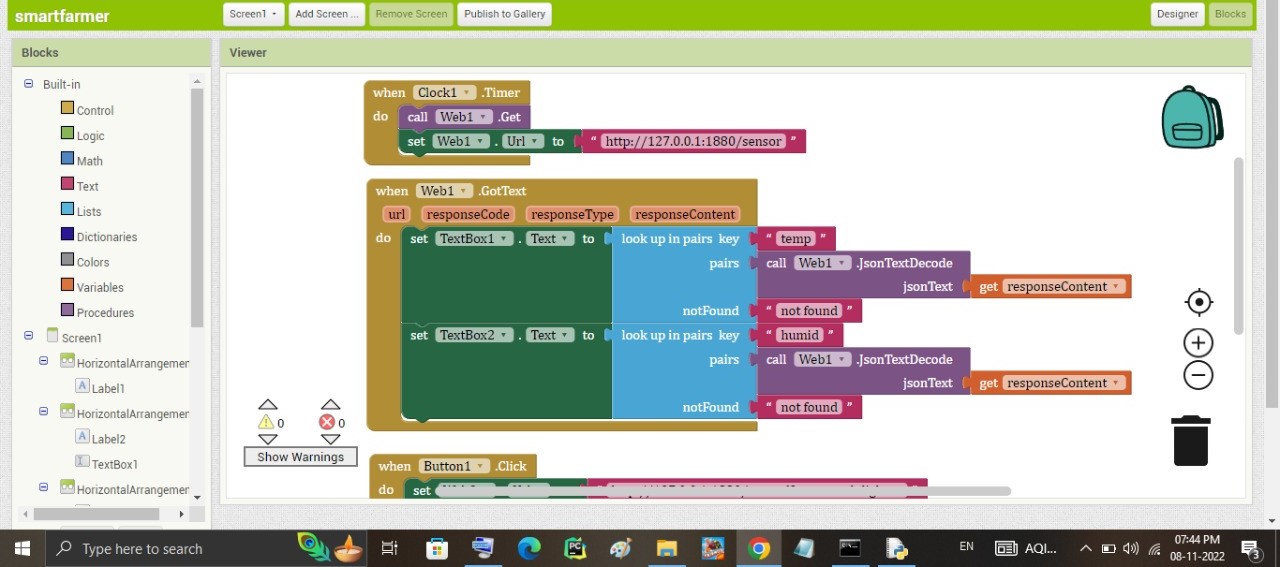 smartfarmer
Screen1
Add Screen ...
Remove Screen
Publish to Gallery
Designer
Blocks
Blocks
Viewer
Built-in
Control
Logic
Math
Text
Lists
Dictionaries
Colors
Variables
Procedures
Screen1
HorizontalArrangemer
Label1
HorizontalArrangemer
Label2
TextBox1
HorizontalArrangemer
when Clock1 .Timer
do call Web1 .Get
set Web1 . Url to " http://127.0.0.1:1880/sensor "
when Web1 .GotText
url responseCode responseType responseContent
do set TextBox1 . Text to look up in pairs key " temp "
pairs call Web1 .JsonTextDecode
jsonText get responseContent
notFound " not found "
set TextBox2 . Text to look up in pairs key " humid "
pairs call Web1 .JsonTextDecode
jsonText get responseContent
notFound " not found "
when Button1 .Click
do set
0 0
Show Warnings
Type here to search
EN
AQI...
07:44 PM
08-11-2022
3